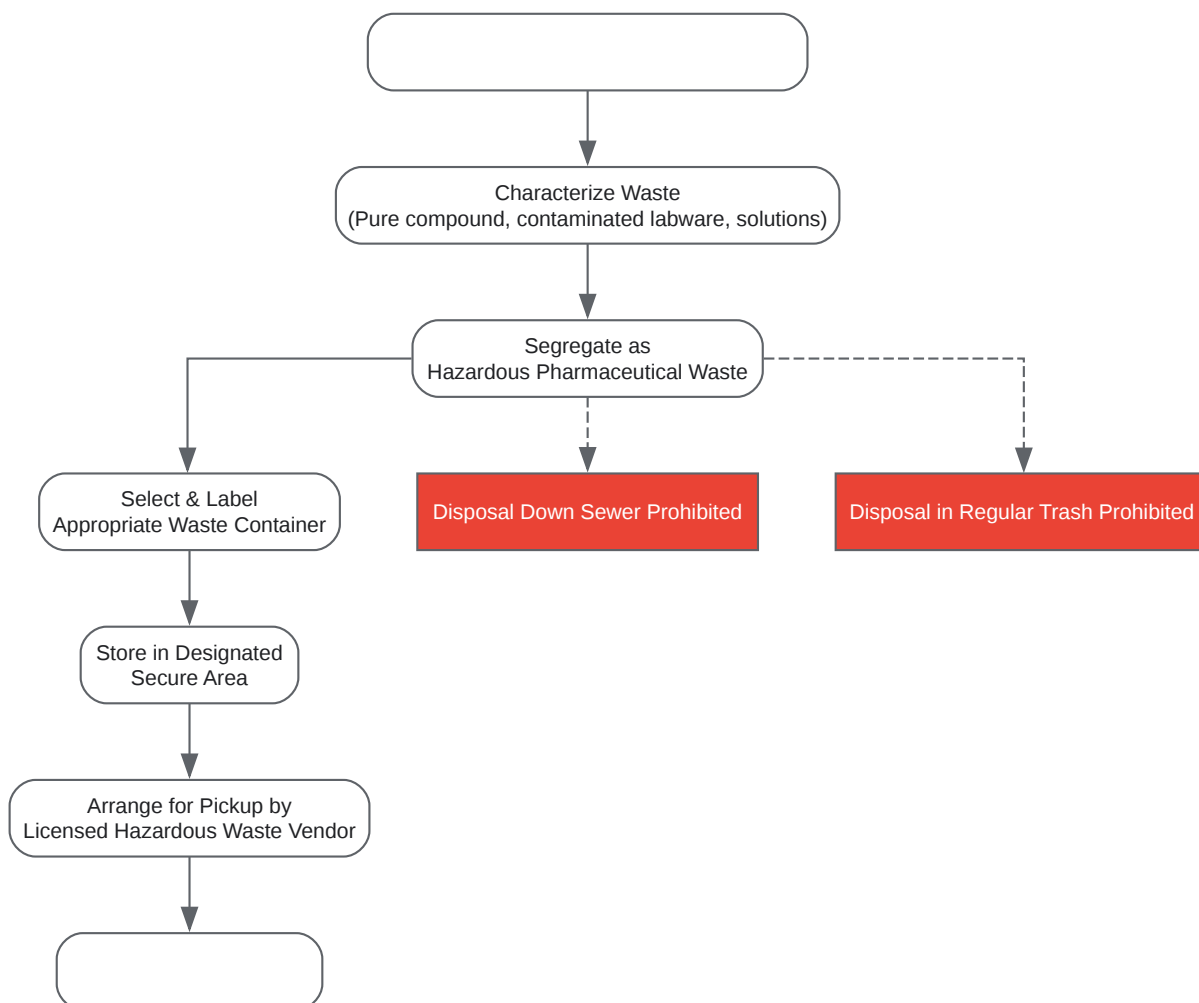 Characterize Waste
(Pure compound, contaminated labware, solutions)
Segregate as
Hazardous Pharmaceutical Waste
Select & Label
Appropriate Waste Container
Disposal Down Sewer Prohibited
Disposal in Regular Trash Prohibited
Store in Designated
Secure Area
Arrange for Pickup by
Licensed Hazardous Waste Vendor